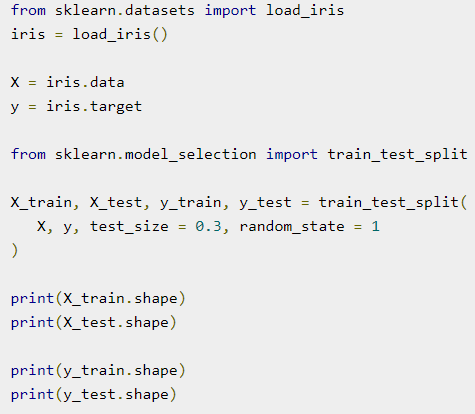 from sklearn.datasets import load_iris
iris = load_iris()
X = iris.data
y = iris.target
from sklearn.model_selection import train_test_split
X_train, X_test, y_train, y_test = train_test_split(
   X, y, test_size = 0.3, random_state = 1
)
print(X_train.shape)
print(X_test.shape)
print(y_train.shape)
print(y_test.shape)